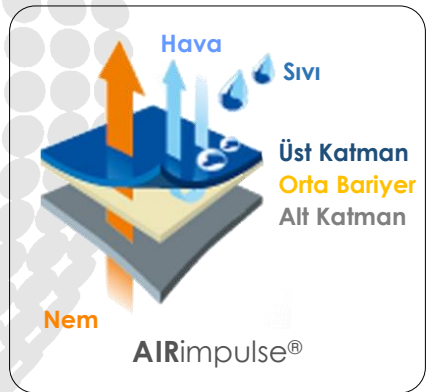 Hava
Sıvı
Üst Katman
Orta Bariyer
Alt Katman
Nem
AIRimpulse®